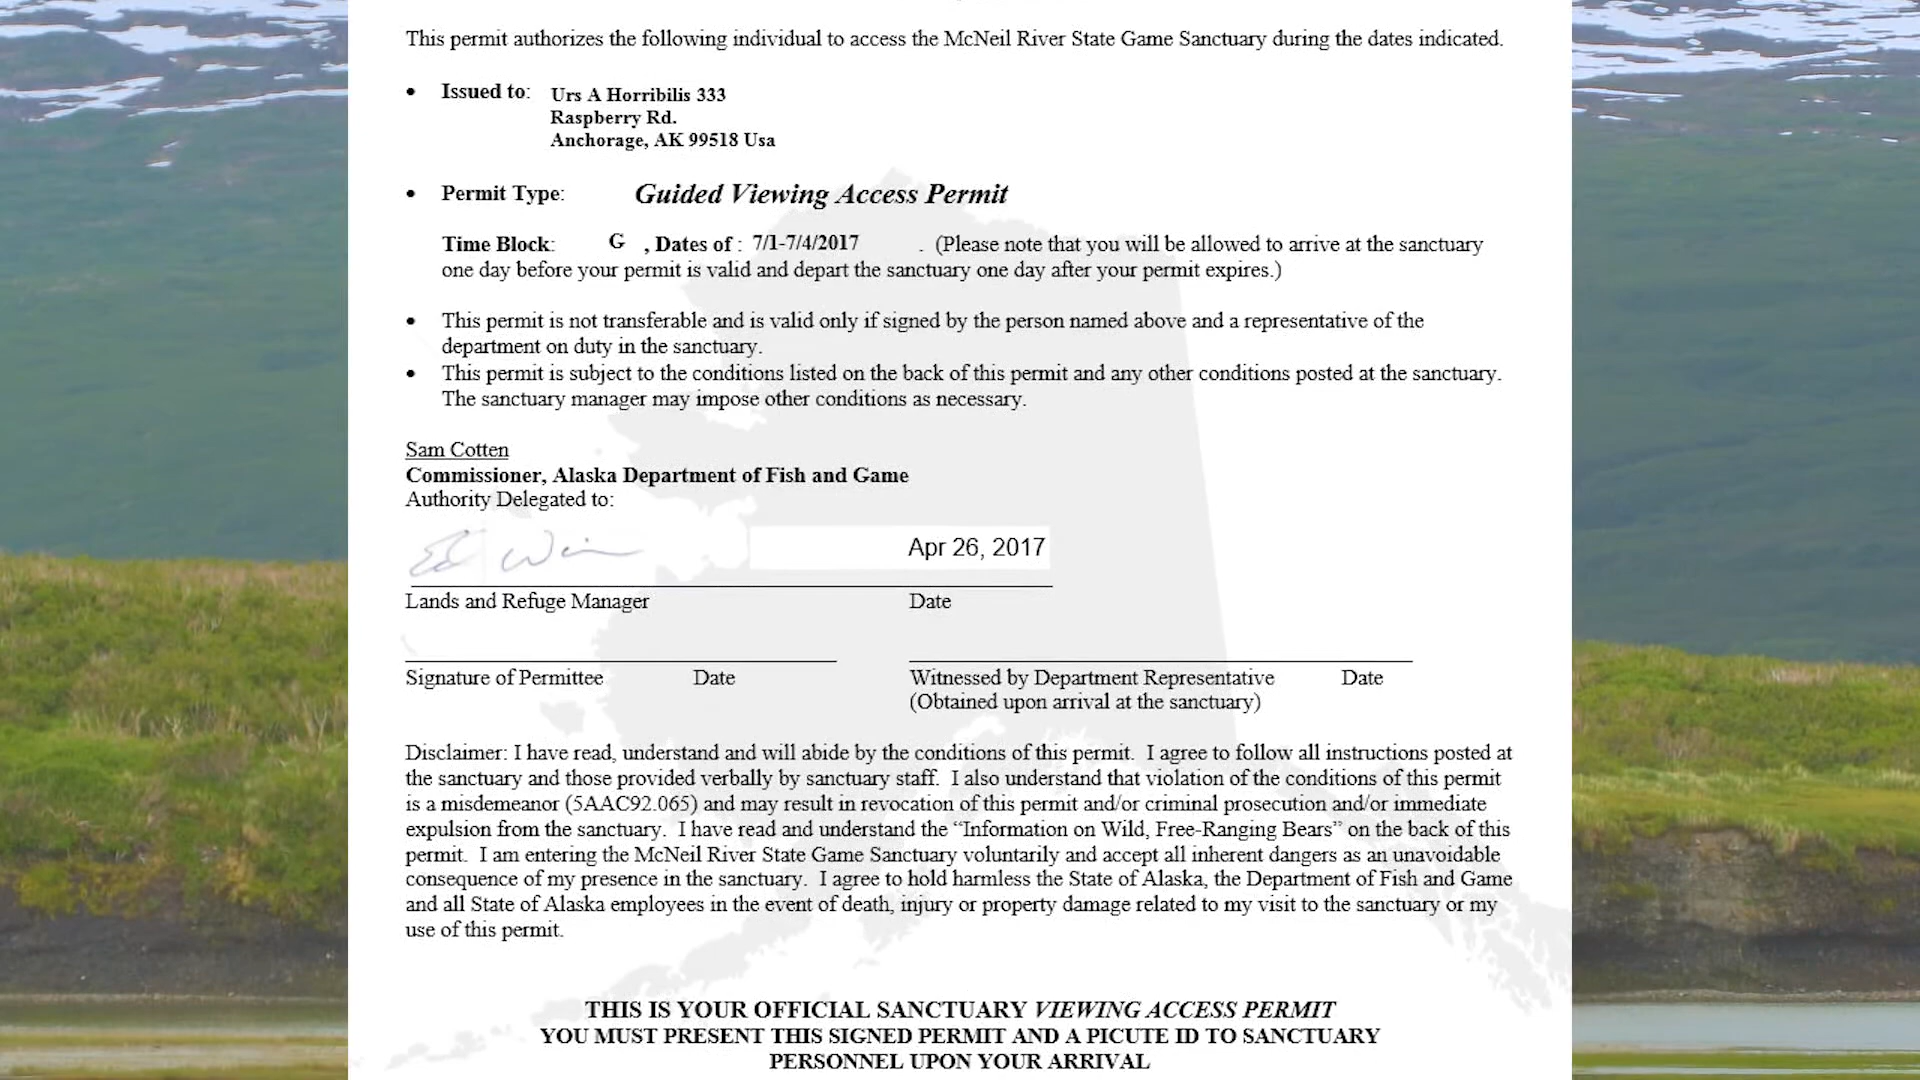 This permit authorizes the following individual to access the McNeil River State Game Sanctuary during the dates indicated.
• Issued to: Urs A Horribilis 333
Raspberry Rd.
Anchorage, AK 99518 Usa
• Permit Type: Guided Viewing Access Permit
Time Block: G , Dates of : 7/1-7/4/2017 . (Please note that you will be allowed to arrive at the sanctuary
one day before your permit is valid and depart the sanctuary one day after your permit expires.)
• This permit is not transferable and is valid only if signed by the person named above and a representative of the
department on duty in the sanctuary.
• This permit is subject to the conditions listed on the back of this permit and any other conditions posted at the sanctuary.
The sanctuary manager may impose other conditions as necessary.
Sam Cotten
Commissioner, Alaska Department of Fish and Game
Authority Delegated to:
Apr 26, 2017
Lands and Refuge Manager Date
Signature of Permittee Date Witnessed by Department Representative Date
(Obtained upon arrival at the sanctuary)
Disclaimer: I have read, understand and will abide by the conditions of this permit. I agree to follow all instructions posted at
the sanctuary and those provided verbally by sanctuary staff. I also understand that violation of the conditions of this permit
is a misdemeanor (5AAC92.065) and may result in revocation of this permit and/or criminal prosecution and/or immediate
expulsion from the sanctuary. I have read and understand the “Information on Wild, Free-Ranging Bears” on the back of this
permit. I am entering the McNeil River State Game Sanctuary voluntarily and accept all inherent dangers as an unavoidable
consequence of my presence in the sanctuary. I agree to hold harmless the State of Alaska, the Department of Fish and Game
and all State of Alaska employees in the event of death, injury or property damage related to my visit to the sanctuary or my
use of this permit.
THIS IS YOUR OFFICIAL SANCTUARY VIEWING ACCESS PERMIT
YOU MUST PRESENT THIS SIGNED PERMIT AND A PICUTE ID TO SANCTUARY
PERSONNEL UPON YOUR ARRIVAL